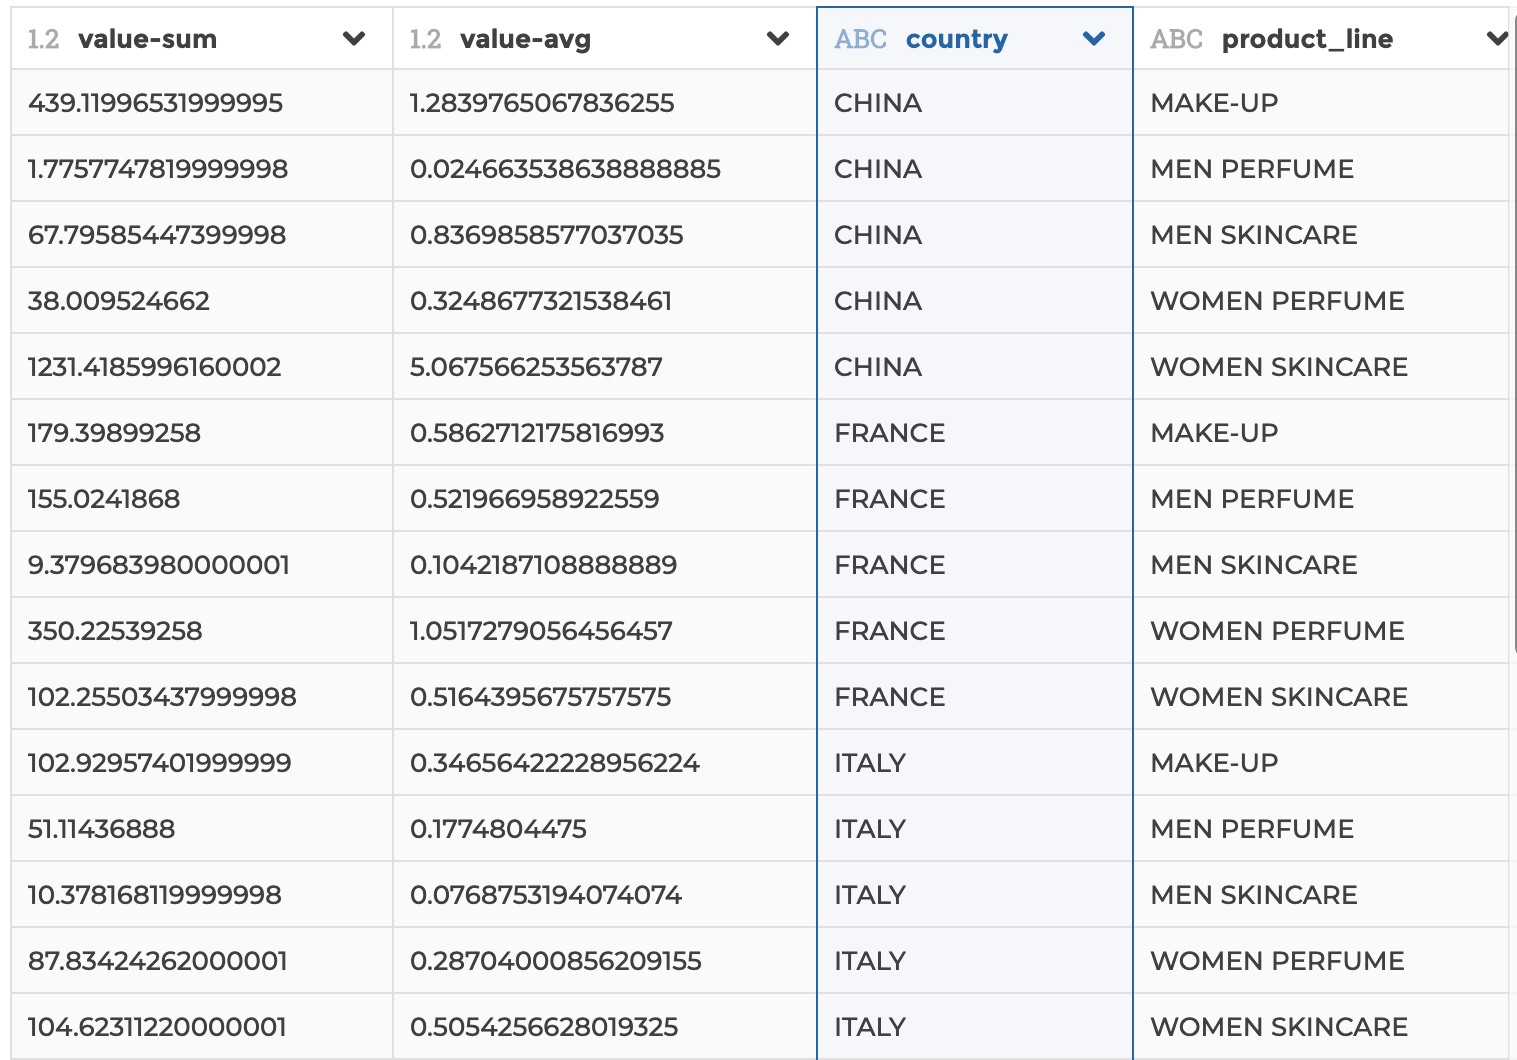 1.2 value-sum 1.2 value-avg ABC country ABC product_line
439.11996531999995 1.2839765067836255 CHINA MAKE-UP
1.7757747819999998 0.024663538638888885 CHINA MEN PERFUME
67.79585447399998 0.8369858577037035 CHINA MEN SKINCARE
38.009524662 0.3248677321538461 CHINA WOMEN PERFUME
1231.4185996160002 5.067566253563787 CHINA WOMEN SKINCARE
179.39899258 0.5862712175816993 FRANCE MAKE-UP
155.0241868 0.521966958922559 FRANCE MEN PERFUME
9.379683980000001 0.1042187108888889 FRANCE MEN SKINCARE
350.22539258 1.0517279056456457 FRANCE WOMEN PERFUME
102.25503437999998 0.5164395675757575 FRANCE WOMEN SKINCARE
102.92957401999999 0.34656422228956224 ITALY MAKE-UP
51.11436888 0.1774804475 ITALY MEN PERFUME
10.378168119999998 0.0768753194074074 ITALY MEN SKINCARE
87.83424262000001 0.28704000856209155 ITALY WOMEN PERFUME
104.62311220000001 0.5054256628019325 ITALY WOMEN SKINCARE